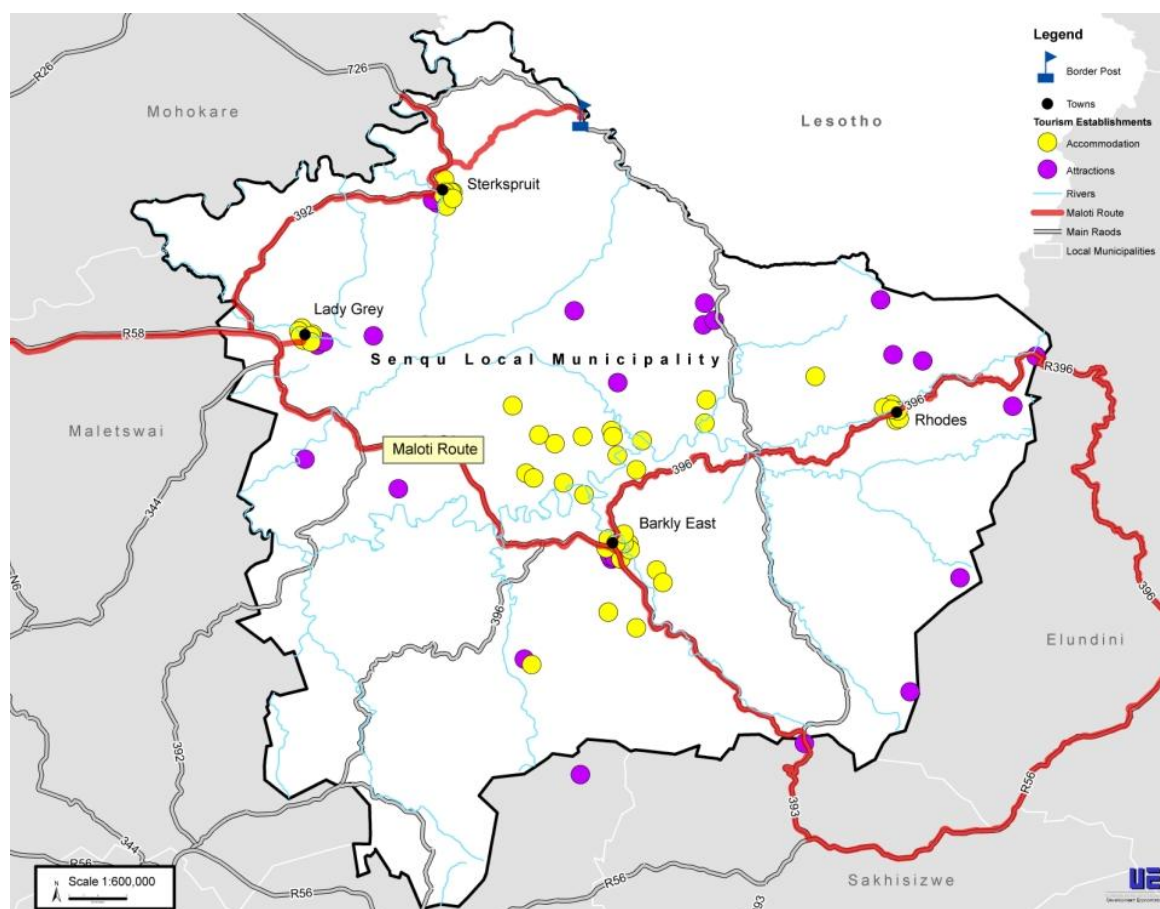 Legend
Border Post
Towns
Tourism Establishments
Accommodation
Attractions
Rivers
Maloti Route
Main Raods
Local Municipalities
R26
726
Mohokare
Lesotho
Sterkspruit
392
Lady Grey
R58
Senqu Local Municipality
R396
396
Rhodes
Maletswai
Maloti Route
396
344
Barkly East
N6
396
396
Elundini
392
R56
393
344
R56
R56
R56
393
Sakhisizwe
N
Scale 1:600,000